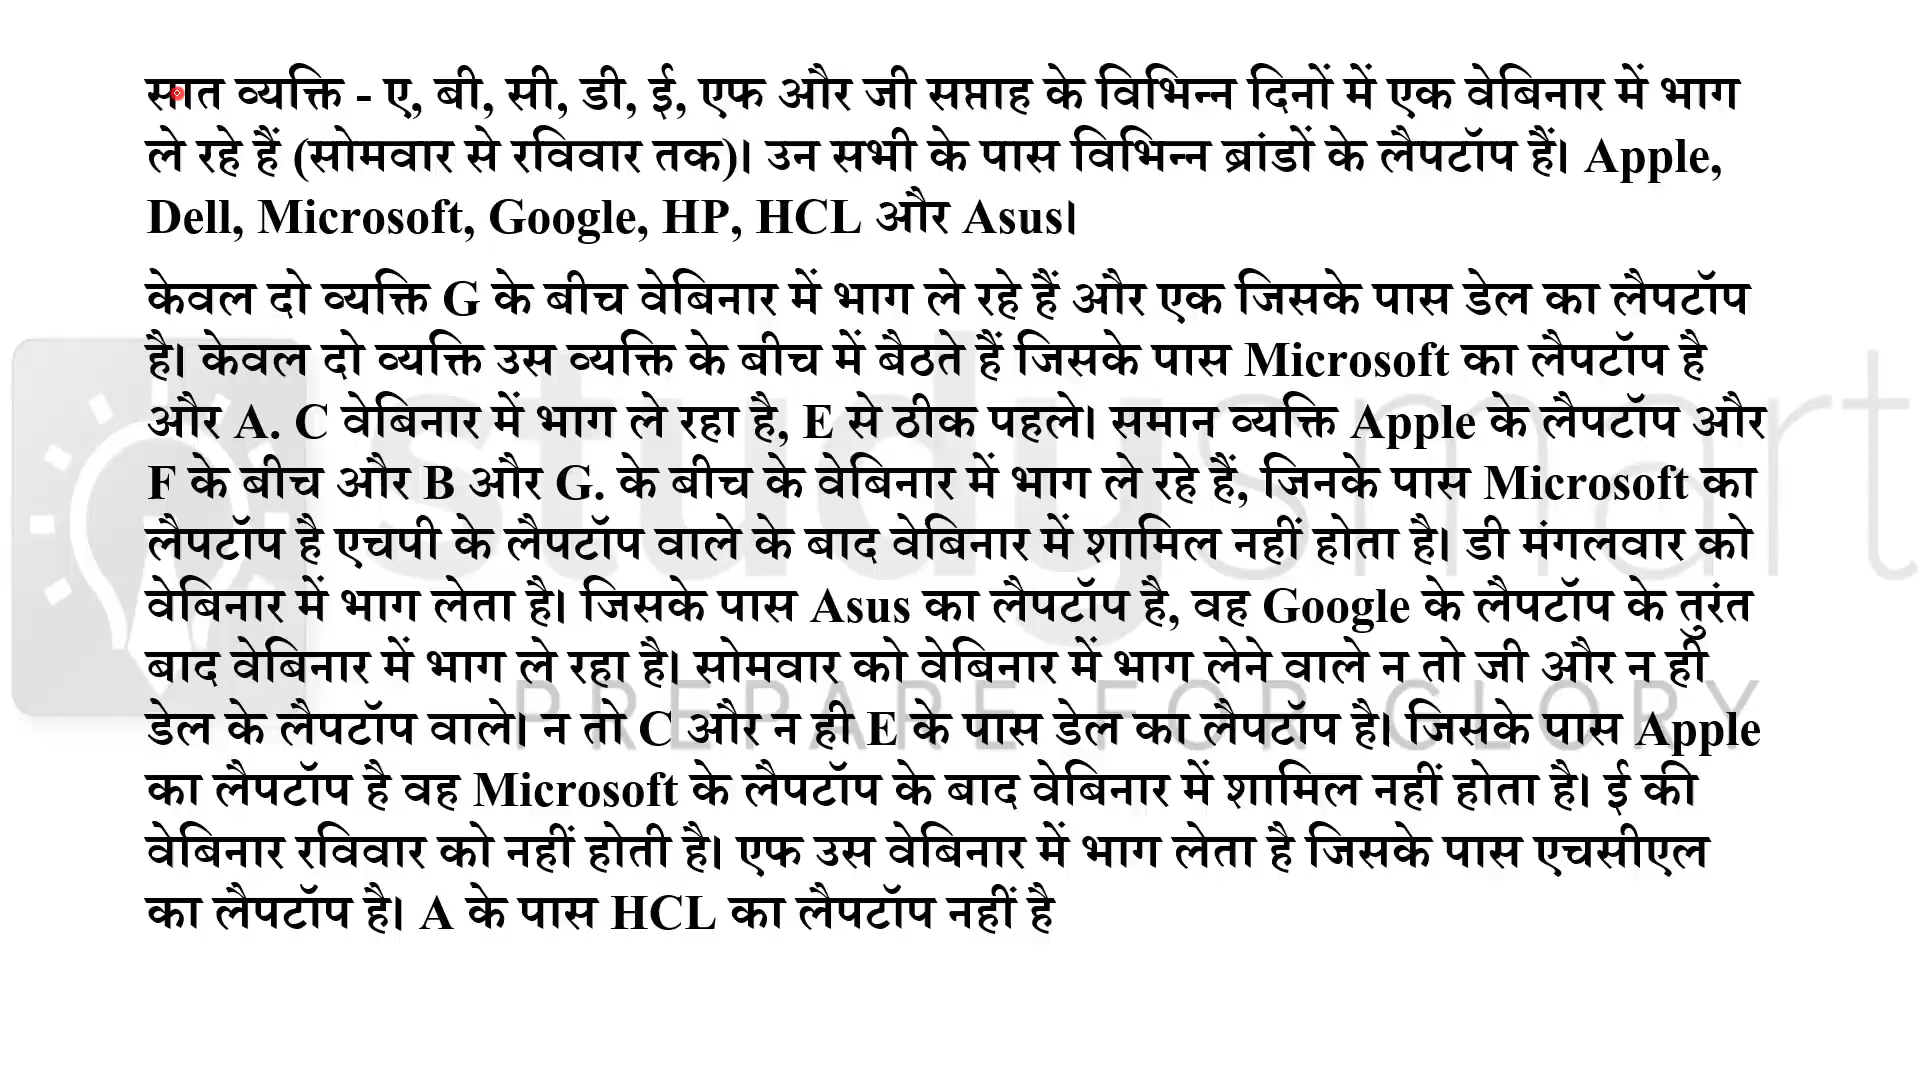 सात व्यक्ति - ए, बी, सी, डी, ई, एफ और जी सप्ताह के विभिन्न दिनों में एक वेबिनार में भाग
ले रहे हैं (सोमवार से रविवार तक)। उन सभी के पास विभिन्न ब्रांडों के लैपटॉप हैं। Apple,
Dell, Microsoft, Google, HP, HCL और Asus।
केवल दो व्यक्ति G के बीच वेबिनार में भाग ले रहे हैं और एक जिसके पास डेल का लैपटॉप
है। केवल दो व्यक्ति उस व्यक्ति के बीच में बैठते हैं जिसके पास Microsoft का लैपटॉप है
और A. C वेबिनार में भाग ले रहा है, E से ठीक पहले। समान व्यक्ति Apple के लैपटॉप और
F के बीच और B और G. के बीच के वेबिनार में भाग ले रहे हैं, जिनके पास Microsoft का
लैपटॉप है एचपी के लैपटॉप वाले के बाद वेबिनार में शामिल नहीं होता है। डी मंगलवार को
वेबिनार में भाग लेता है। जिसके पास Asus का लैपटॉप है, वह Google के लैपटॉप के तुरंत
बाद वेबिनार में भाग ले रहा है। सोमवार को वेबिनार में भाग लेने वाले न तो जी और न ही
डेल के लैपटॉप वाले। न तो C और न ही E के पास डेल का लैपटॉप है। जिसके पास Apple
का लैपटॉप है वह Microsoft के लैपटॉप के बाद वेबिनार में शामिल नहीं होता है। ई की
वेबिनार रविवार को नहीं होती है। एफ उस वेबिनार में भाग लेता है जिसके पास एचसीएल
का लैपटॉप है। A के पास HCL का लैपटॉप नहीं है
studysmart
PREPARE FOR GLORY